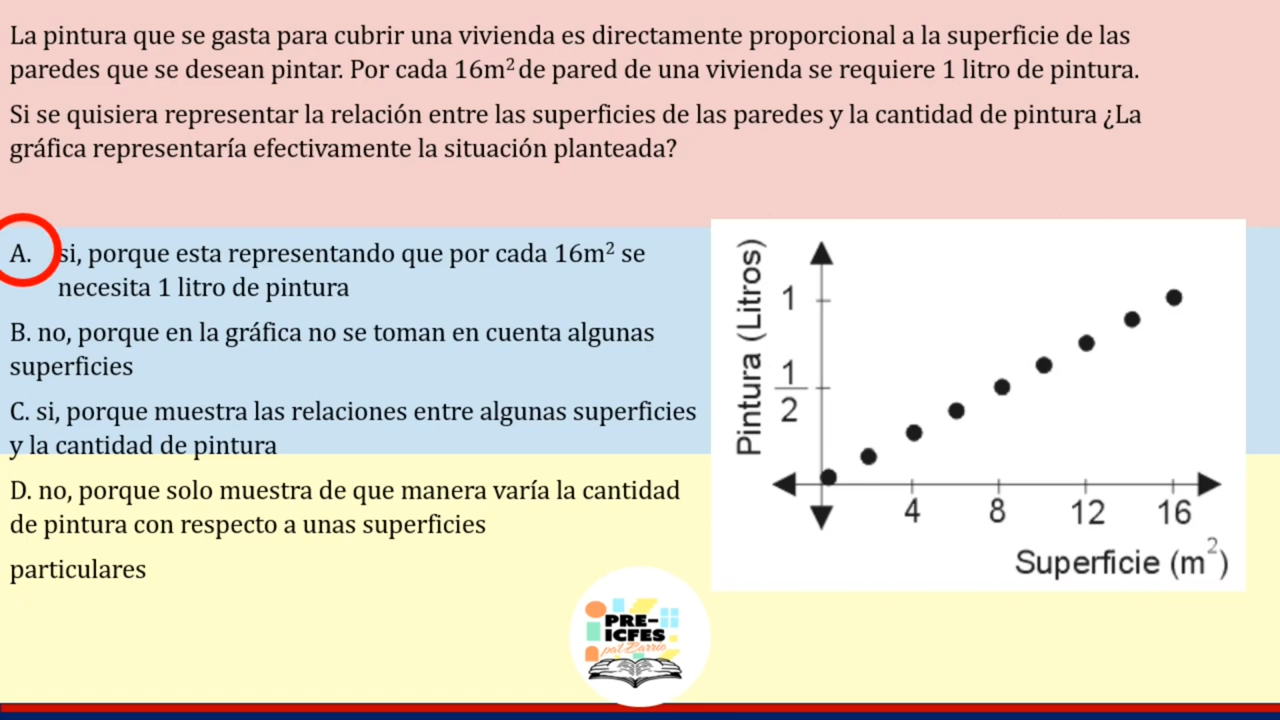 La pintura que se gasta para cubrir una vivienda es directamente proporcional a la superficie de las
paredes que se desean pintar. Por cada 16m² de pared de una vivienda se requiere 1 litro de pintura.
Si se quisiera representar la relación entre las superficies de las paredes y la cantidad de pintura ¿La
gráfica representaría efectivamente la situación planteada?
A. si, porque esta representando que por cada 16m² se
necesita 1 litro de pintura
B. no, porque en la gráfica no se toman en cuenta algunas
superficies
C. si, porque muestra las relaciones entre algunas superficies
y la cantidad de pintura
D. no, porque solo muestra de que manera varía la cantidad
de pintura con respecto a unas superficies
particulares
Pintura (Litros)
1
1
2
4 8 12 16
Superficie (m²)
PRE-
ICFES
pal Barrio